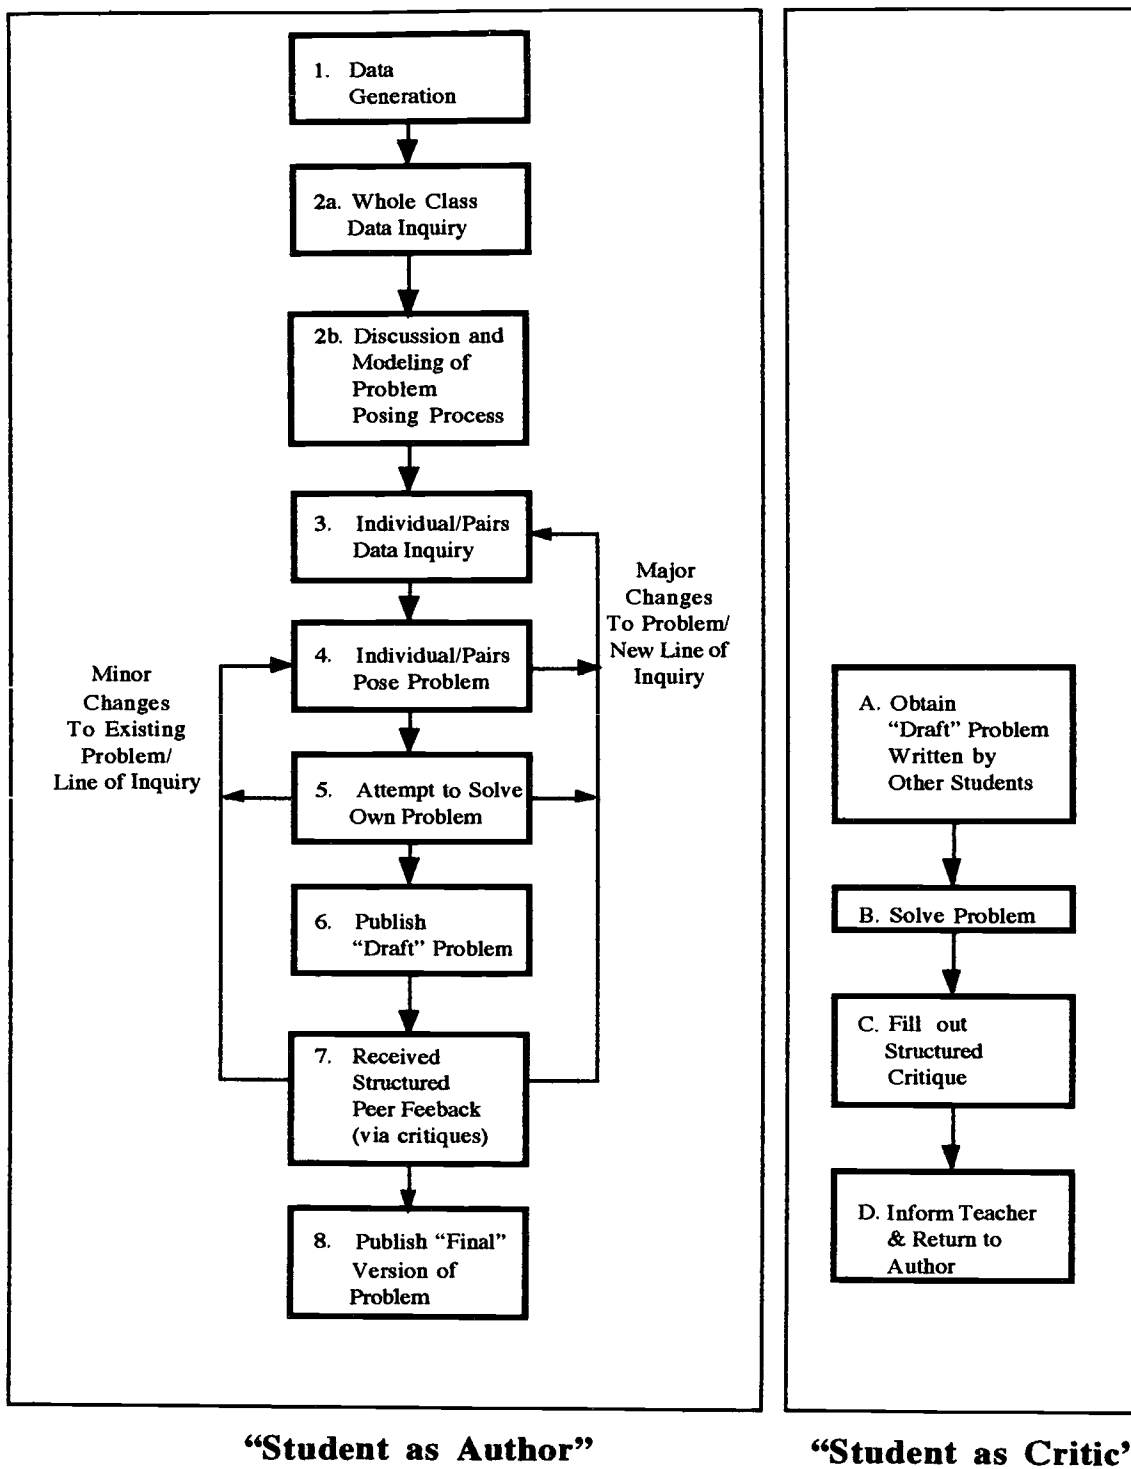 1. Data
Generation
2a. Whole Class
Data Inquiry
2b. Discussion and
Modeling of
Problem
Posing Process
3. Individual/Pairs
Data Inquiry
Major
Changes
To Problem/
New Line of
Inquiry
4. Individual/Pairs
Pose Problem
Minor
Changes
To Existing
Problem/
Line of Inquiry
5. Attempt to Solve
Own Problem
6. Publish
“Draft” Problem
7. Received
Structured
Peer Feeback
(via critiques)
8. Publish “Final”
Version of
Problem
“Student as Author”
A. Obtain
“Draft” Problem
Written by
Other Students
B. Solve Problem
C. Fill out
Structured
Critique
D. Inform Teacher
& Return to
Author
“Student as Critic”